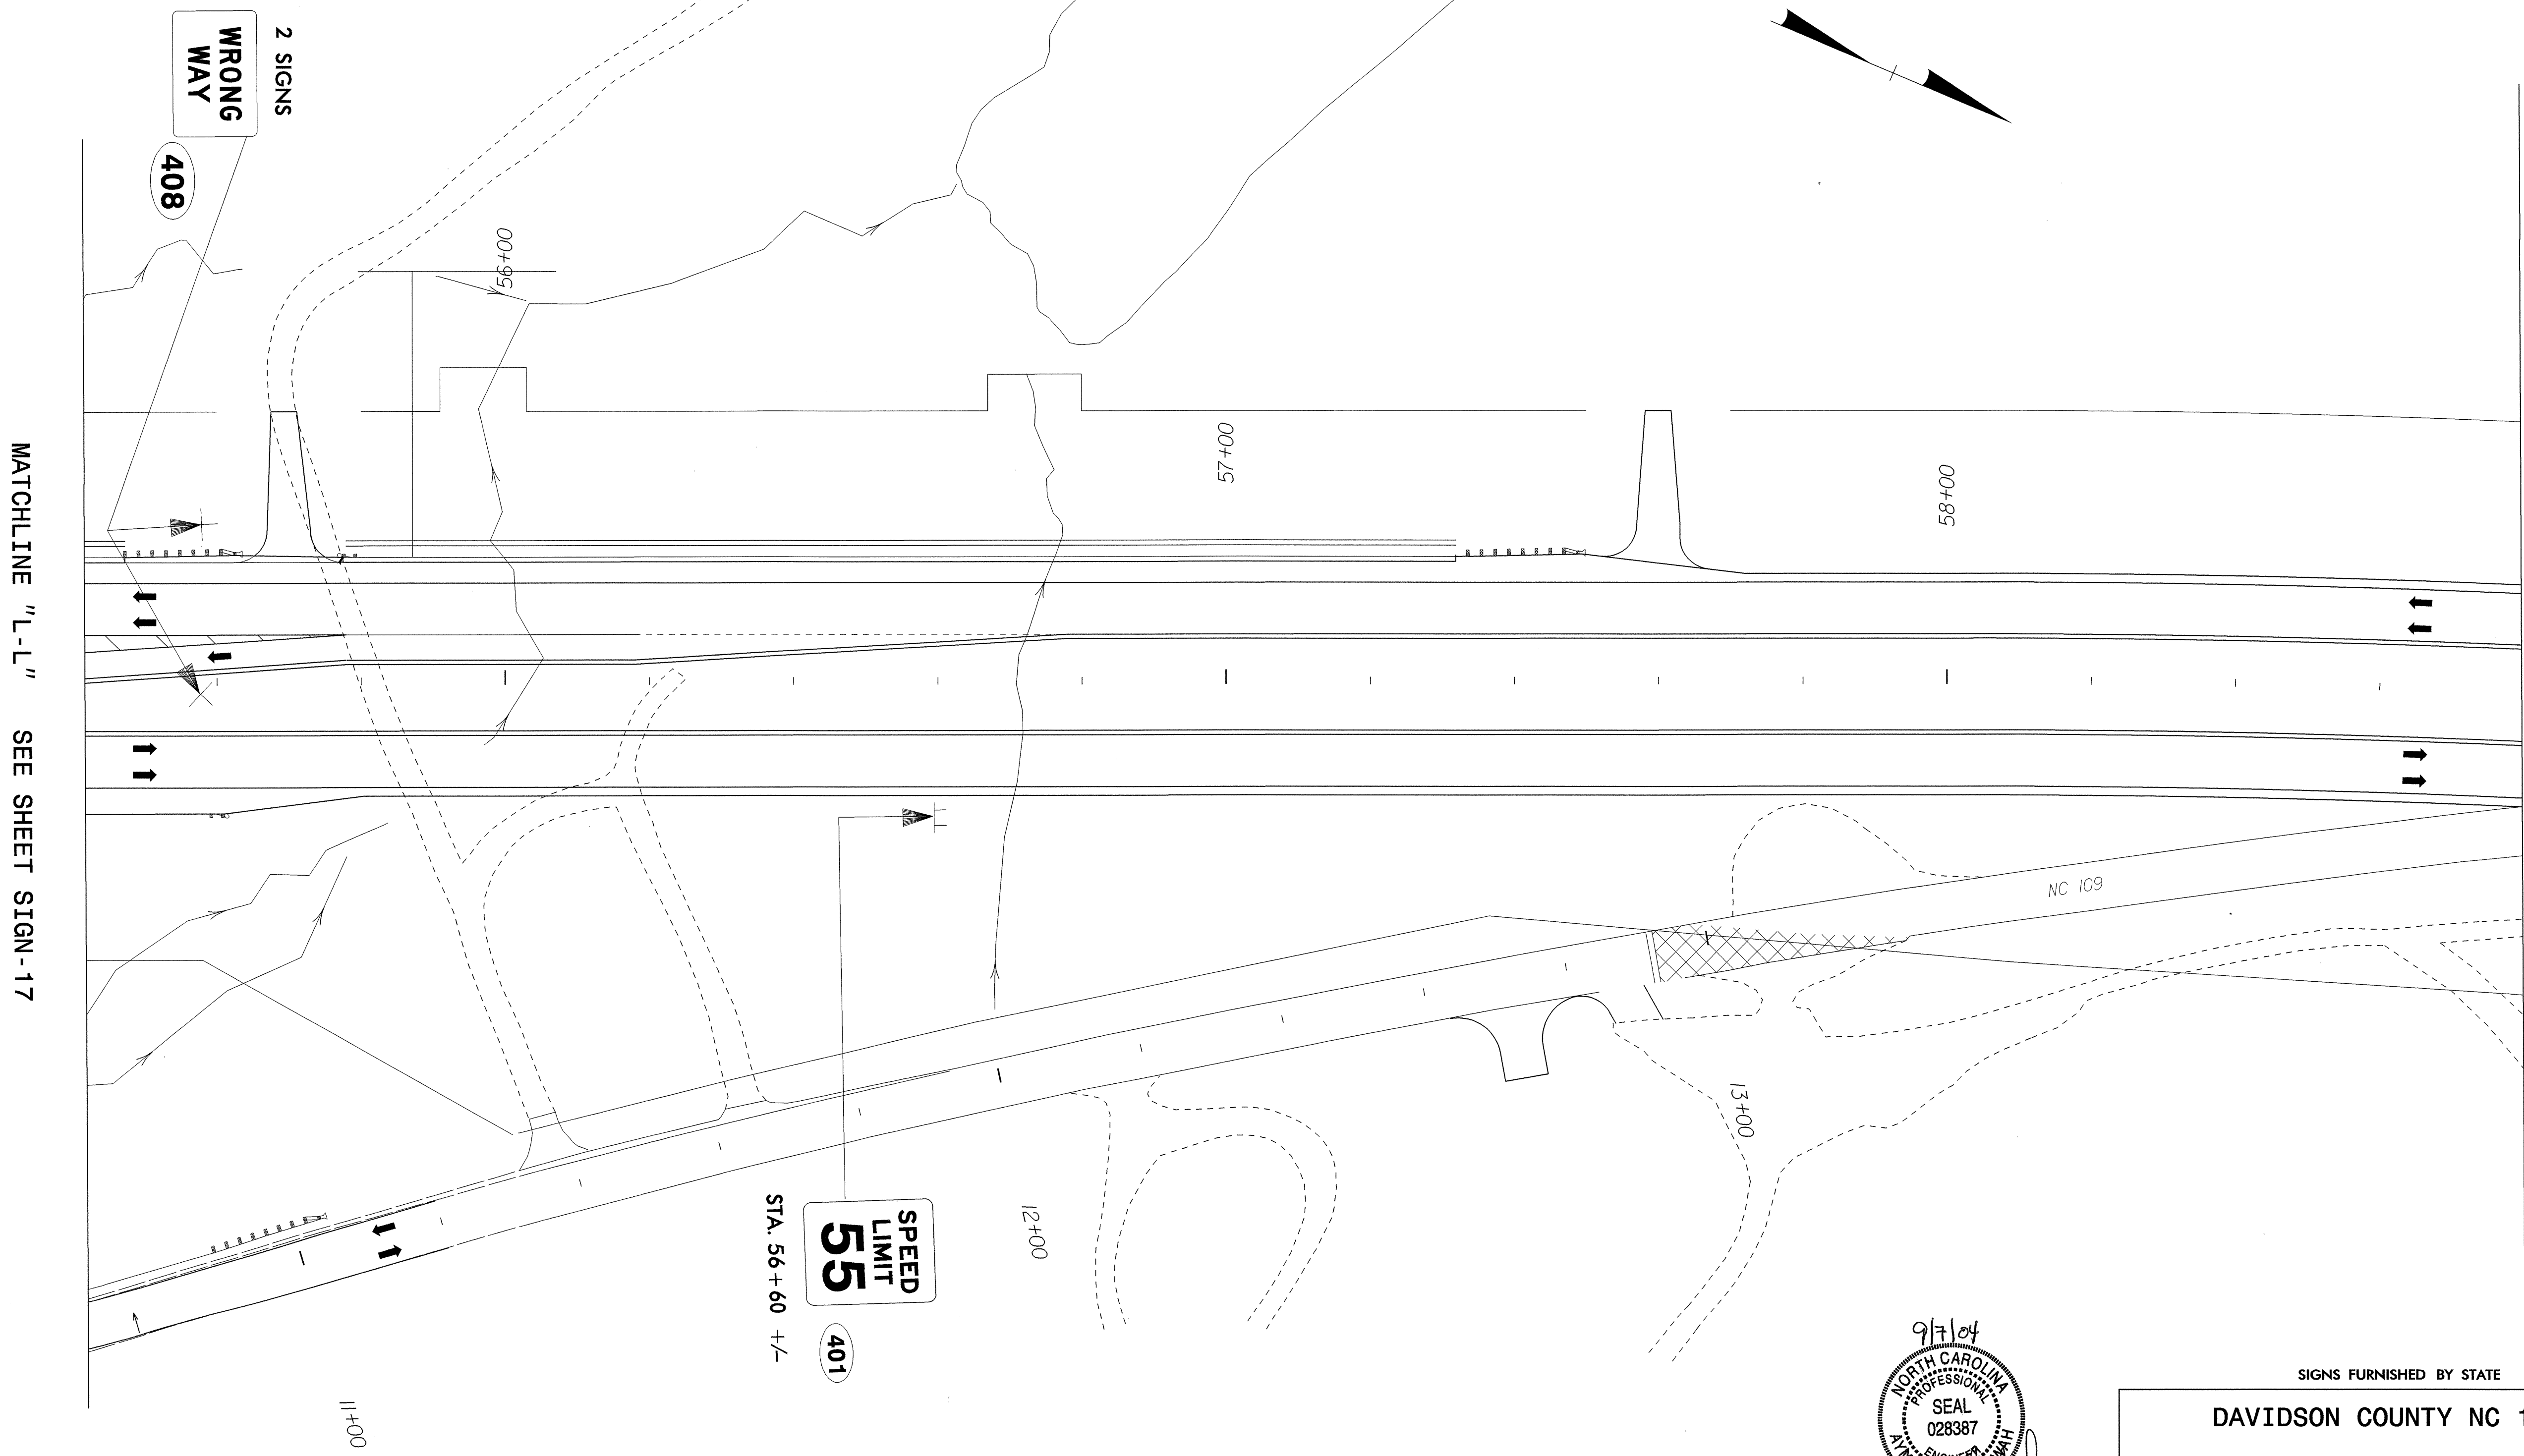 2 SIGNS
WRONG
WAY
408
56+00
57+00
58+00
MATCHLINE "L-L" SEE SHEET SIGN-17
NC 109
13+00
12+00
11+00
SPEED
LIMIT
55
STA. 56+60 +/-
401
9/7/04
NORTH CAROLINA
PROFESSIONAL
SEAL
028387
ENGINEER
SIGNS FURNISHED BY STATE
DAVIDSON COUNTY NC